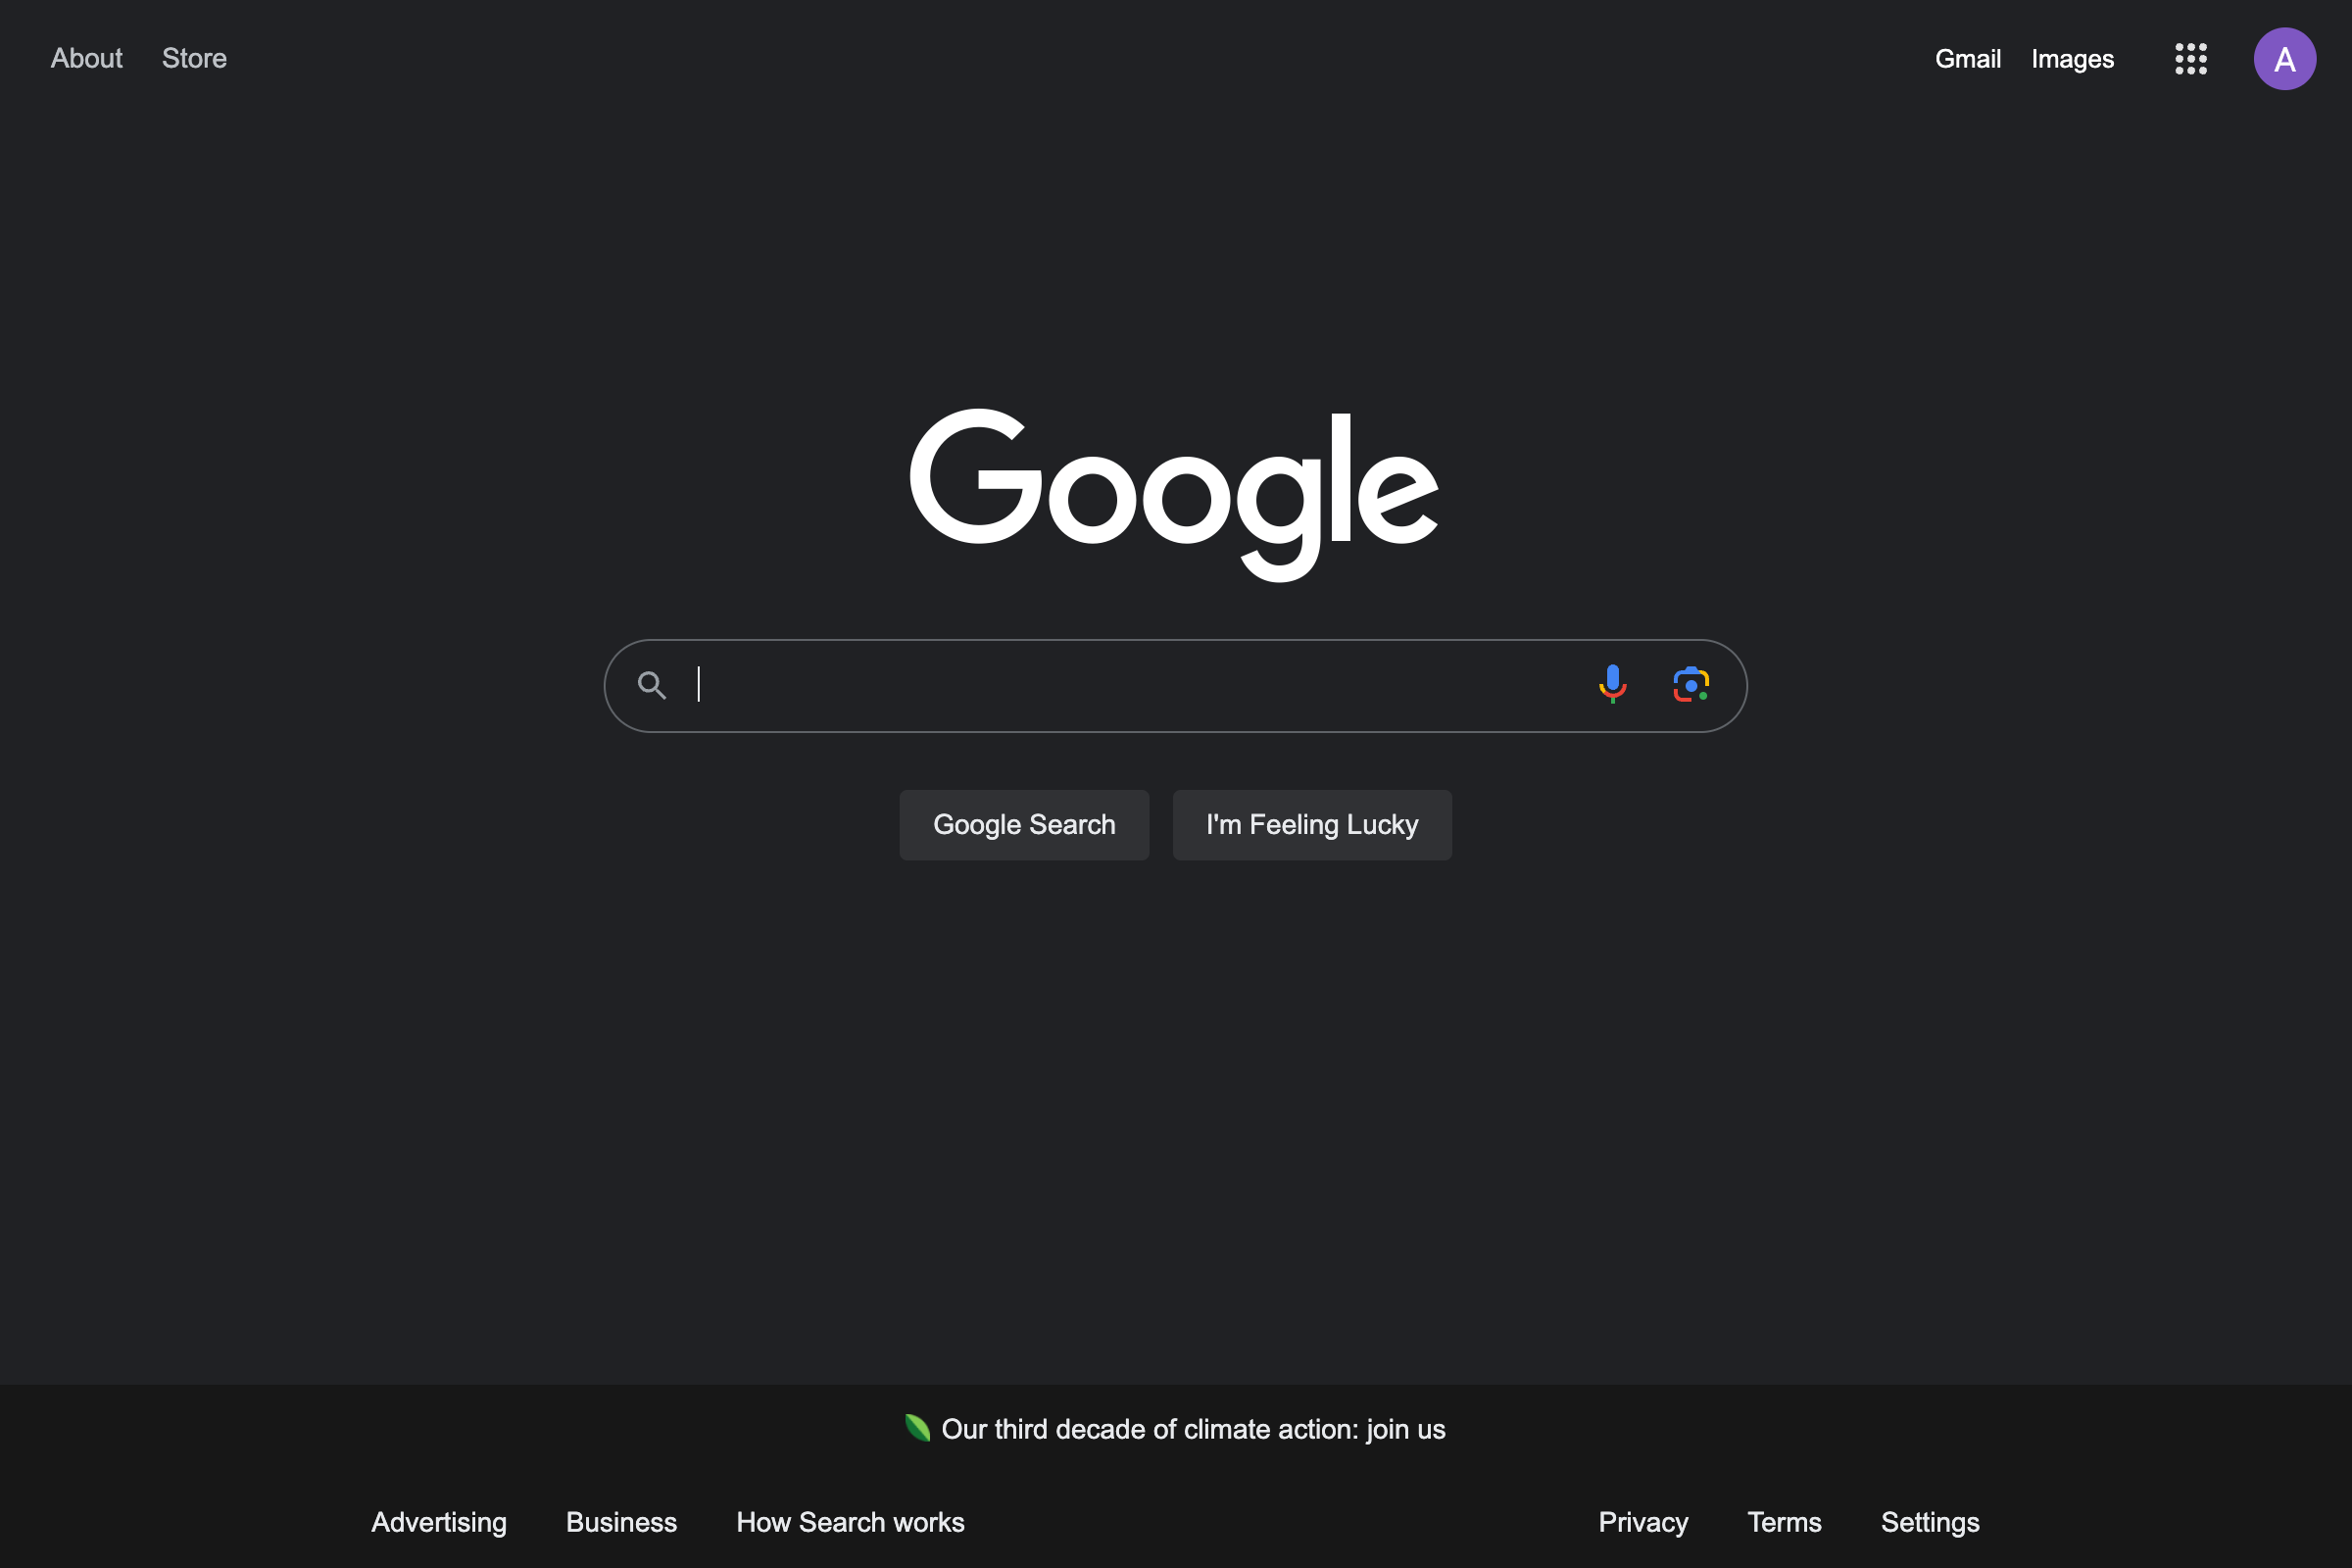 About Store Gmail Images A
Google
Google Search I'm Feeling Lucky
Our third decade of climate action: join us
Advertising Business How Search works Privacy Terms Settings